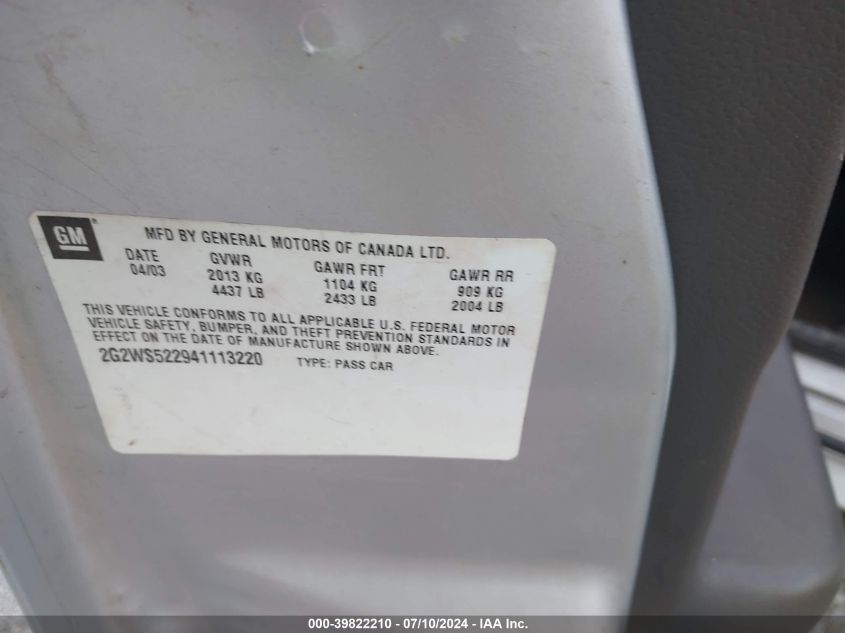 GM
MFD BY GENERAL MOTORS OF CANADA LTD.
DATE GVWR GAWR FRT GAWR RR
04/03 2013 KG 1104 KG 909 KG
4437 LB 2433 LB 2004 LB
THIS VEHICLE CONFORMS TO ALL APPLICABLE U.S. FEDERAL MOTOR
VEHICLE SAFETY, BUMPER, AND THEFT PREVENTION STANDARDS IN
EFFECT ON THE DATE OF MANUFACTURE SHOWN ABOVE.
2G2WS522941113220 TYPE: PASS CAR
000-39822210 - 07/10/2024 - IAA Inc.